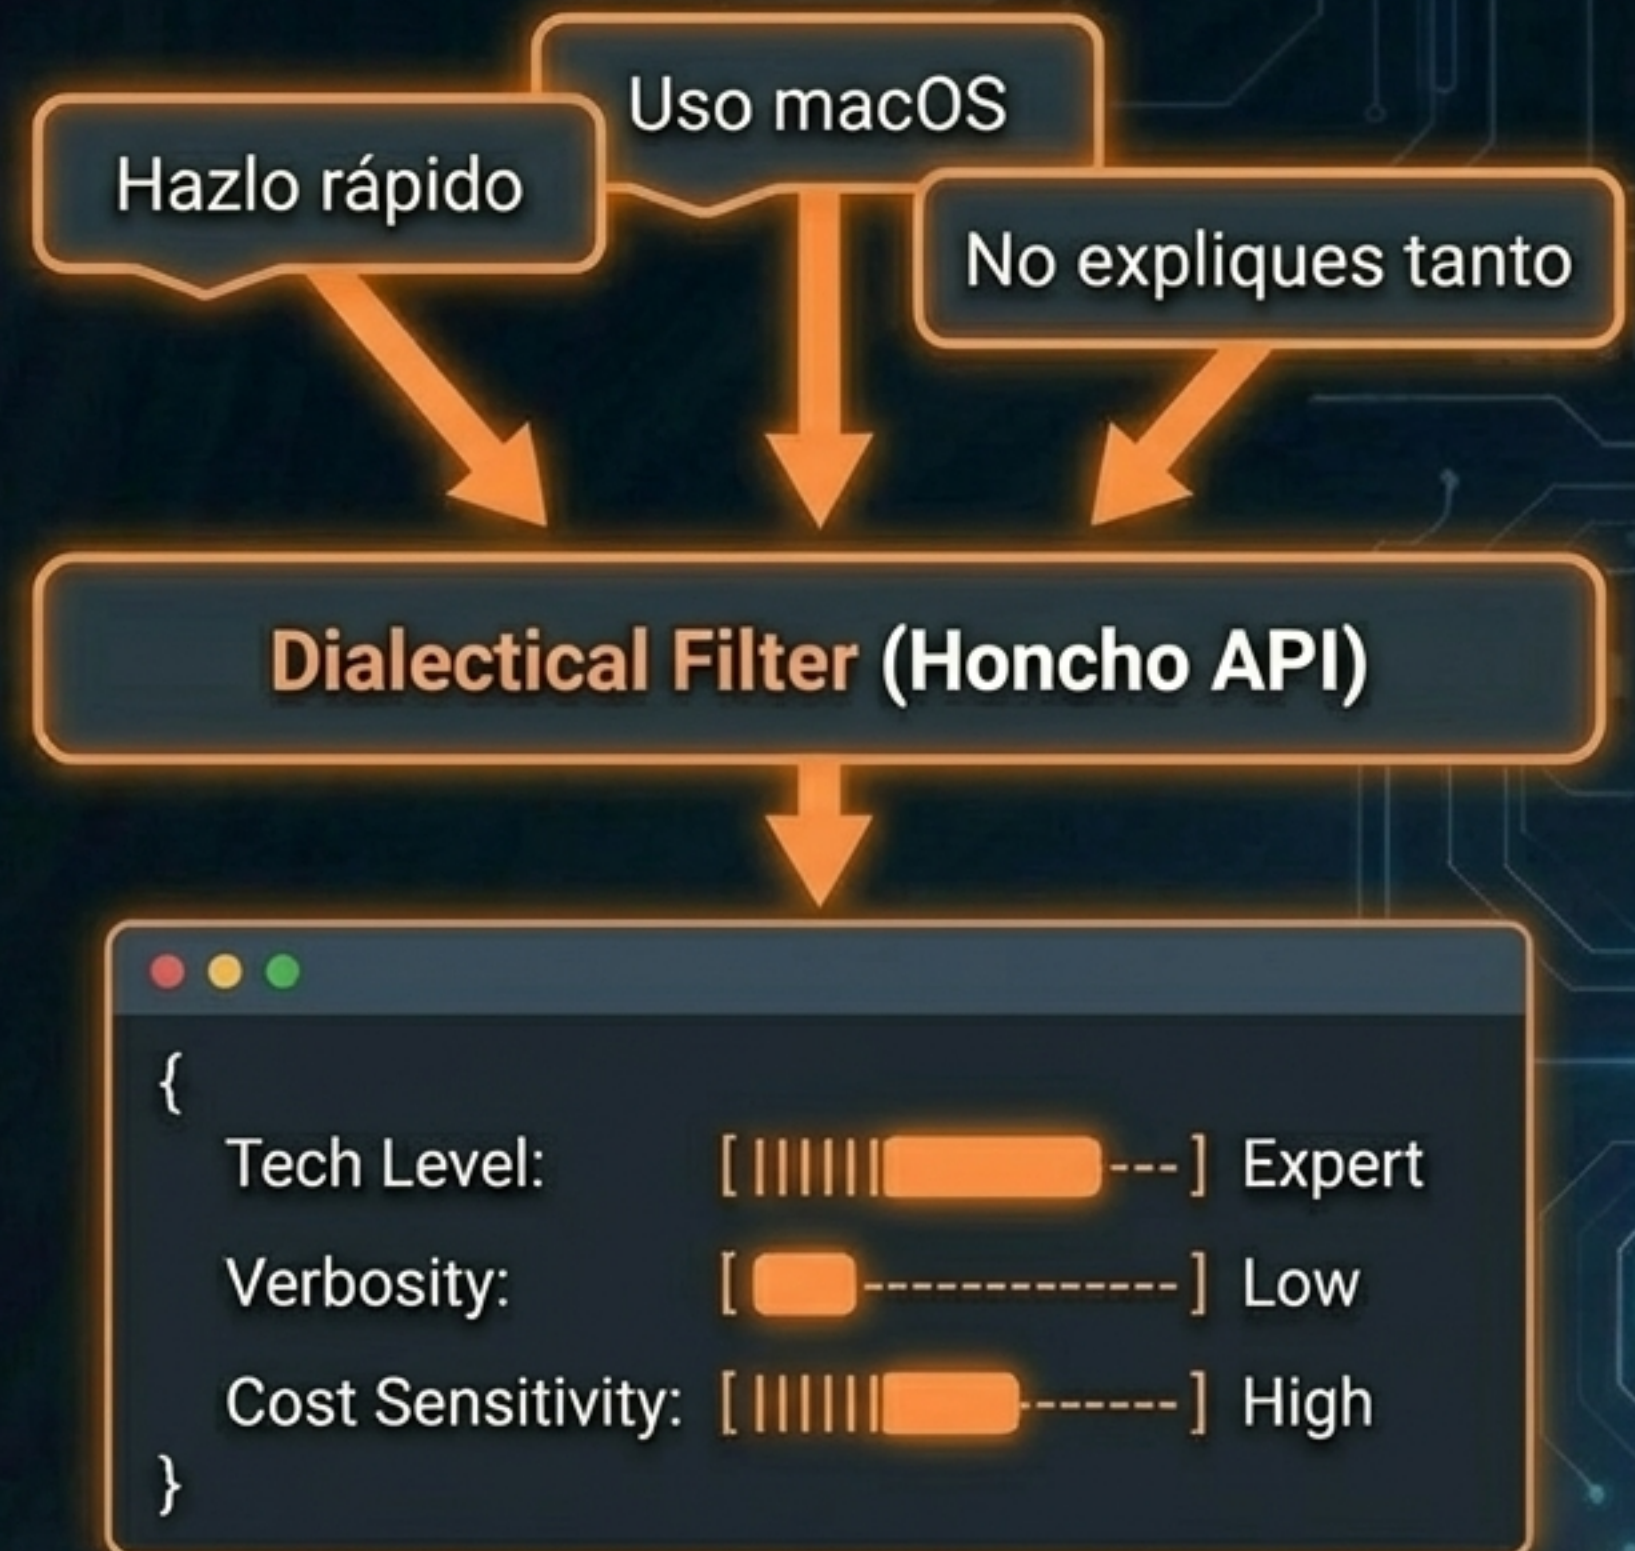 Uso macOS
Hazlo rápido
No expliques tanto
Dialectical Filter (Honcho API)
{
Tech Level: [||||||---] Expert
Verbosity: [-------------] Low
Cost Sensitivity: [||||||------] High
}